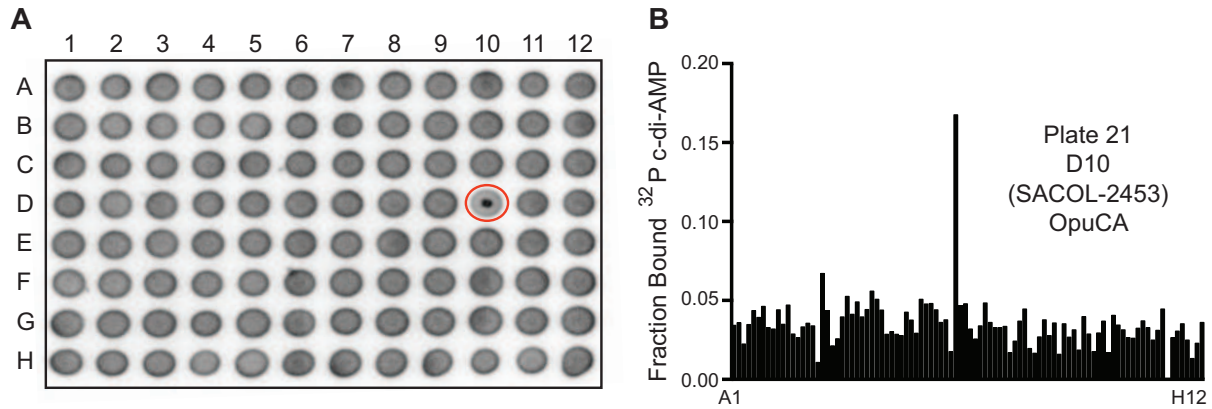 A
1 2 3 4 5 6 7 8 9 10 11 12
A
B
C
D
E
F
G
H
B
Fraction Bound ³²P c-di-AMP
0.20
0.15
0.10
0.05
0.00
Plate 21
D10
(SACOL-2453)
OpuCA
A1 H12